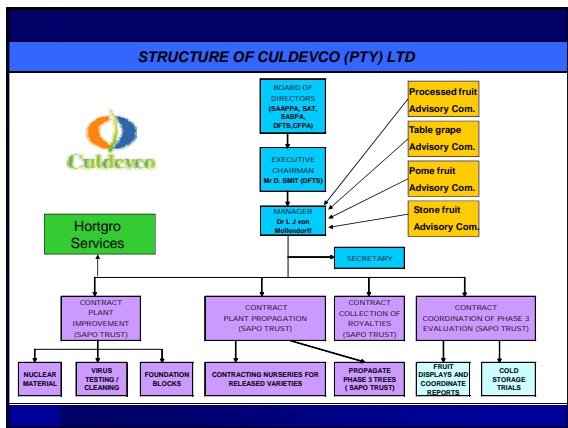 STRUCTURE OF CULDEVCO (PTY) LTD
BOARD OF
DIRECTORS
(SAAPPA, SAT,
SASPA,
DFTS,CFPA)
Processed fruit
Advisory Com.
Table grape
Advisory Com.
Culdevco
EXECUTIVE
CHAIRMAN
Mr D. SMIT (DFTS)
Pome fruit
Advisory Com.
MANAGER
Dr L J von
Mollendorff
Stone fruit
Advisory Com.
Hortgro
Services
SECRETARY
CONTRACT
PLANT
IMPROVEMENT
(SAPO TRUST)
CONTRACT
PLANT PROPAGATION
(SAPO TRUST)
CONTRACT
COLLECTION OF
ROYALTIES (SAPO
TRUST)
CONTRACT
COORDINATION OF PHASE 3
EVALUATION (SAPO TRUST)
NUCLEAR
MATERIAL
VIRUS
TESTING /
CLEANING
FOUNDATION
BLOCKS
CONTRACTING NURSERIES FOR
RELEASED VARIETIES
PROPAGATE
PHASE 3 TREES
( SAPO TRUST)
FRUIT
DISPLAYS AND
COORDINATE
REPORTS
COLD
STORAGE
TRIALS